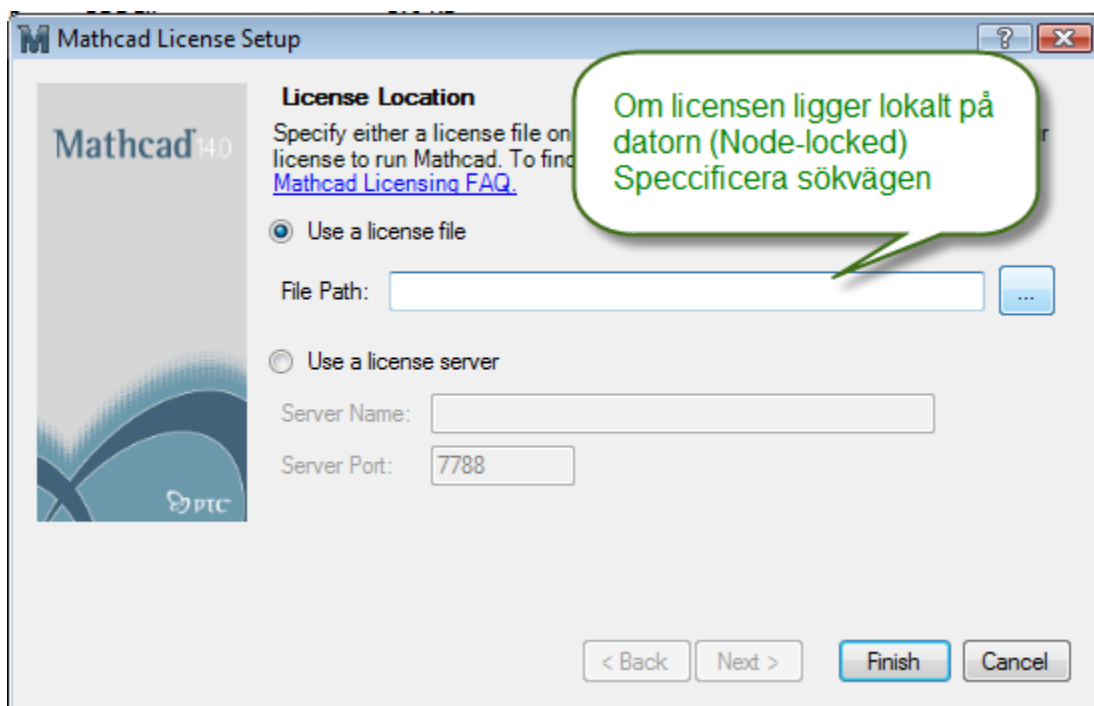 Mathcad License Setup
Mathcad 14.0
License Location
Specify either a license file on
license to run Mathcad. To find
Mathcad Licensing FAQ.
Om licensen ligger lokalt på
datorn (Node-locked)
Speccificera sökvägen
Use a license file
File Path:
...
Use a license server
Server Name:
Server Port:
7788
PTC
< Back
Next >
Finish
Cancel